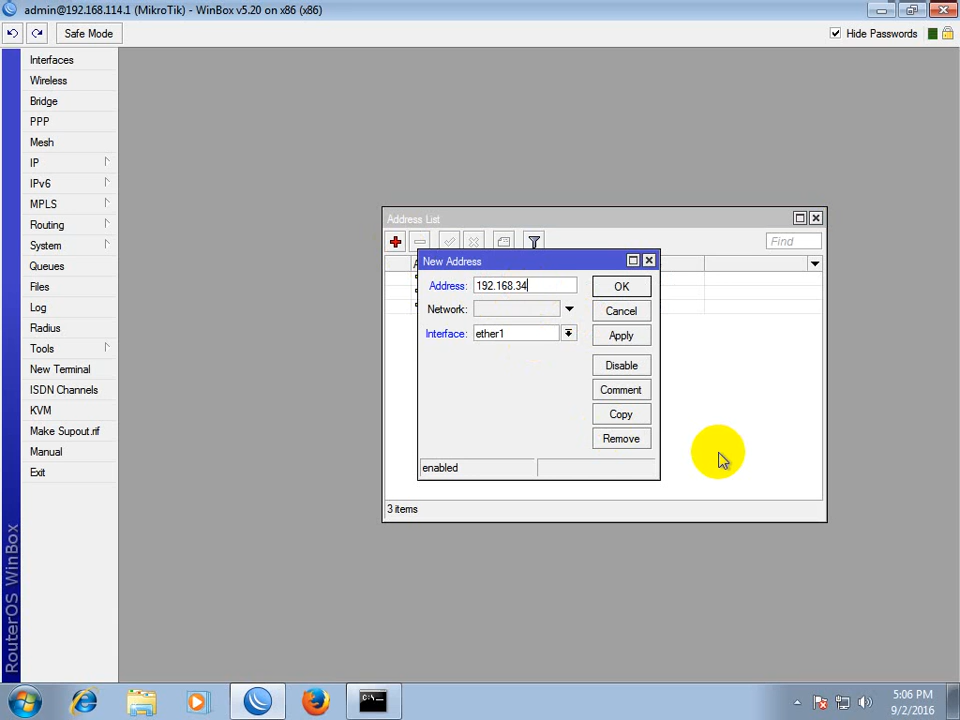 admin@192.168.114.1 (MikroTik) - WinBox v5.20 on x86 (x86)
Safe Mode
Hide Passwords
Interfaces
Wireless
Bridge
PPP
Mesh
IP
IPv6
MPLS
Routing
System
Queues
Files
Log
Radius
Tools
New Terminal
ISDN Channels
KVM
Make Supout.rif
Manual
Exit
RouterOS WinBox
Address List
Find
New Address
Address: 192.168.34
OK
Network:
Cancel
Interface: ether1
Apply
Disable
Comment
Copy
Remove
enabled
3 items
C:\.
5:06 PM
9/2/2016